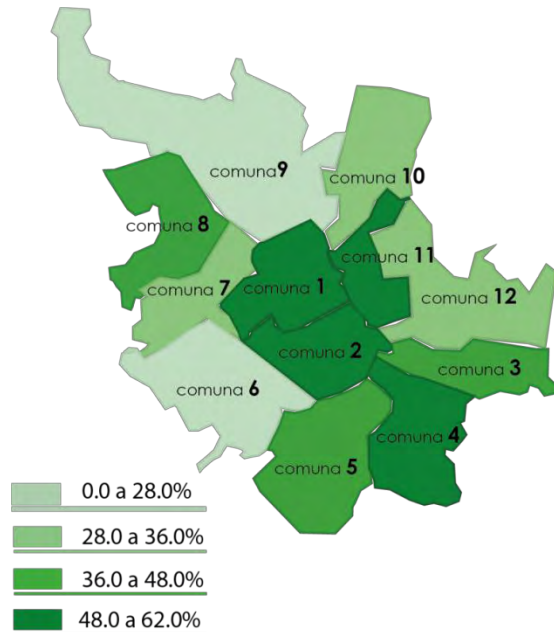 comuna 9
comuna 10
comuna 8
comuna 11
comuna 7
comuna 1
comuna 12
comuna 2
comuna 3
comuna 6
comuna 4
comuna 5
0.0 a 28.0%
28.0 a 36.0%
36.0 a 48.0%
48.0 a 62.0%